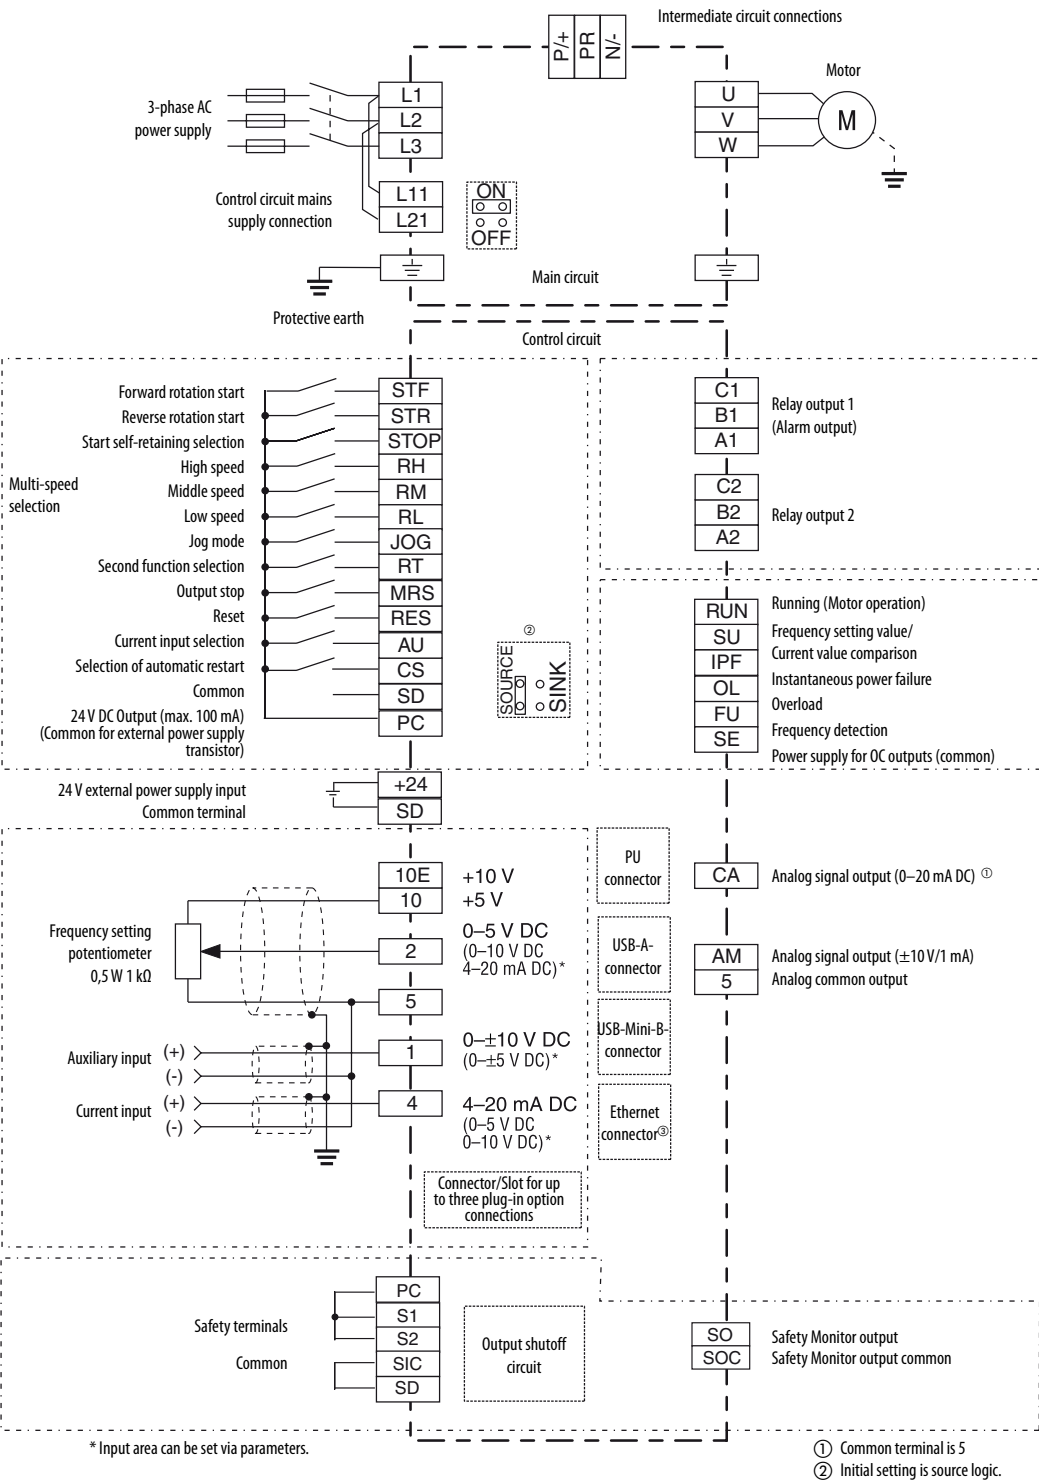 Intermediate circuit connections
P/+
PR
N/-
3-phase AC
power supply
L1
L2
L3
U
V
W
Motor
M
Control circuit mains
supply connection
L11
L21
ON
OFF
Main circuit
Protective earth
Control circuit
Multi-speed
selection
Forward rotation start
STF
Reverse rotation start
STR
Start self-retaining selection
STOP
High speed
RH
Middle speed
RM
Low speed
RL
Jog mode
JOG
Second function selection
RT
Output stop
MRS
Reset
RES
Current input selection
AU
Selection of automatic restart
CS
Common
SD
24 V DC Output (max. 100 mA)
(Common for external power supply
transistor)
PC
②
SOURCE
SINK
C1
B1
A1
Relay output 1
(Alarm output)
C2
B2
A2
Relay output 2
RUN
SU
IPF
OL
FU
SE
Running (Motor operation)
Frequency setting value/
Current value comparison
Instantaneous power failure
Overload
Frequency detection
Power supply for OC outputs (common)
24 V external power supply input
+24
Common terminal
SD
Frequency setting
potentiometer
0,5 W 1 kΩ
10E
+10 V
10
+5 V
2
0–5 V DC
(0–10 V DC
4–20 mA DC)*
5
Auxiliary input
(+)
(-)
1
0–±10 V DC
(0–±5 V DC)*
Current input
(+)
(-)
4
4–20 mA DC
(0–5 V DC
0–10 V DC)*
Connector/Slot for up
to three plug-in option
connections
PU
connector
USB-A-
connector
USB-Mini-B-
connector
Ethernet
connector③
CA
Analog signal output (0–20 mA DC) ①
AM
Analog signal output (±10 V/1 mA)
5
Analog common output
Safety terminals
Common
PC
S1
S2
SIC
SD
Output shutoff
circuit
SO
Safety Monitor output
SOC
Safety Monitor output common
* Input area can be set via parameters.
① Common terminal is 5
② Initial setting is source logic.